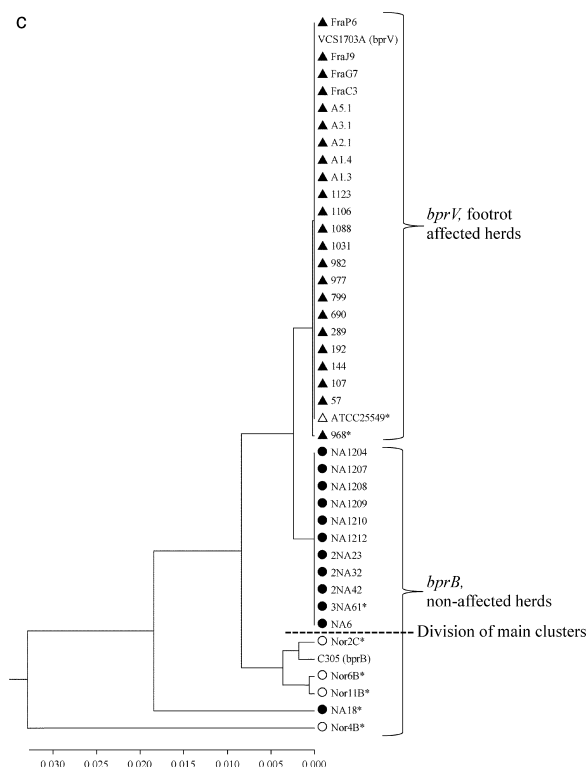 C
FraP6
VCS1703A (bprV)
FraJ9
FraG7
FraC3
A5.1
A3.1
A2.1
A1.4
A1.3
1123
1106
1088
1031
982
977
799
690
289
192
144
107
57
ATCC25549*
968*
bprV, footrot
affected herds
NA1204
NA1207
NA1208
NA1209
NA1210
NA1212
2NA23
2NA32
2NA42
3NA61*
NA6
bprB,
non-affected herds
Division of main clusters
Nor2C*
C305 (bprB)
Nor6B*
Nor11B*
NA18*
Nor4B*
0.030 0.025 0.020 0.015 0.010 0.005 0.000